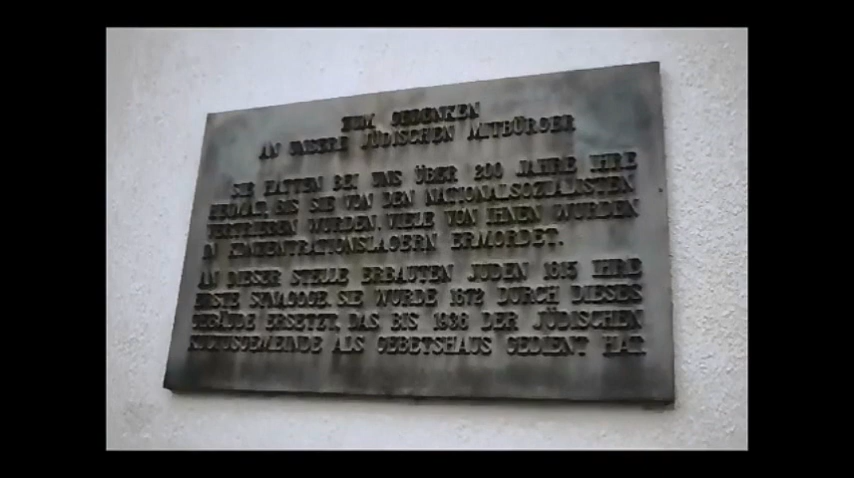 ZUM GEDENKEN
AN UNSERE JÜDISCHEN MITBÜRGER
SIE HATTEN BEI UNS ÜBER 200 JAHRE IHRE
HEIMAT, BIS SIE VON DEN NATIONALSOZIALISTEN
VERTRIEBEN WURDEN. VIELE VON IHNEN WURDEN
IN KONZENTRATIONSLAGERN ERMORDET.
AN DIESER STELLE ERBAUTEN JUDEN IHRE
ERSTE SYNAGOGE. SIE WURDE 1872 DURCH DIESES
GEBÄUDE ERSETZT, DAS BIS DER JÜDISCHEN
KULTUSGEMEINDE ALS GEBETSHAUS GEDIENT HAT.